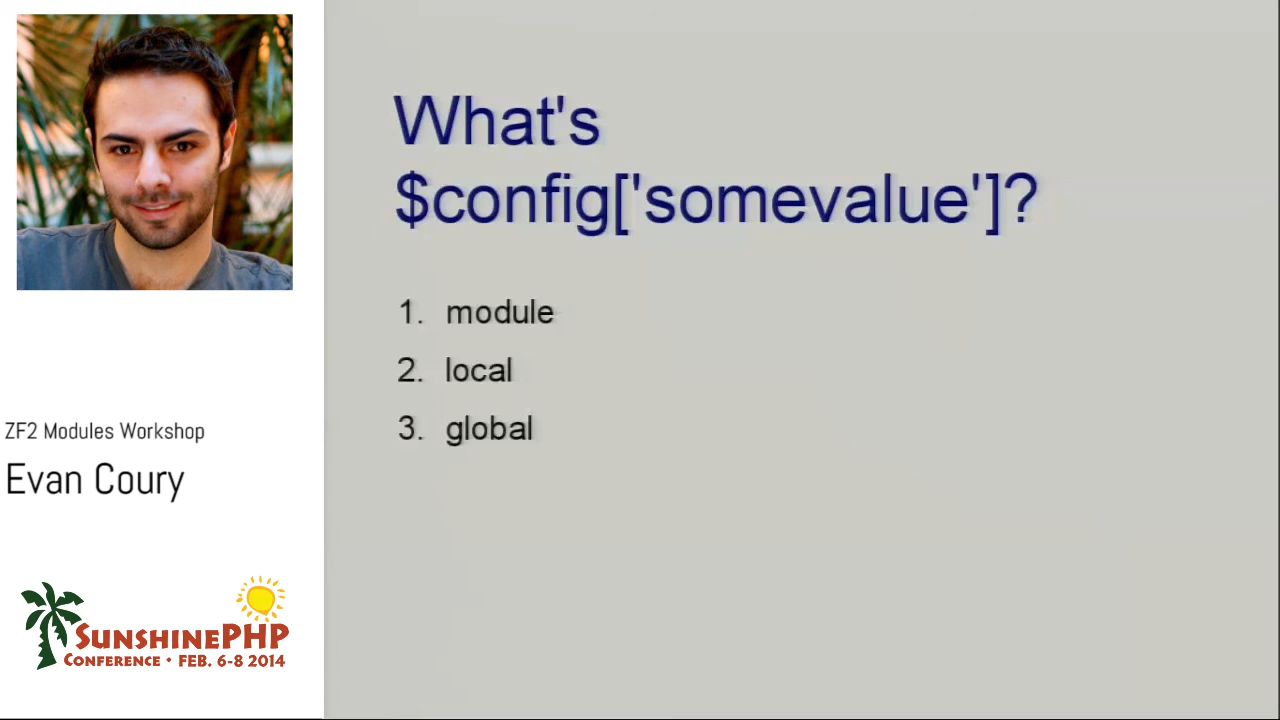 What's
$config['somevalue']?
1. module
2. local
3. global
ZF2 Modules Workshop
Evan Coury
SUNSHINEPHP
CONFERENCE • FEB. 6-8 2014